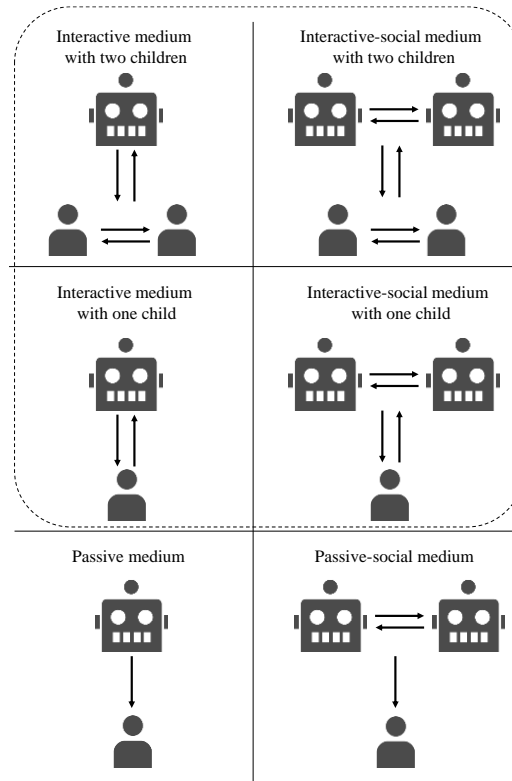 Interactive medium
with two children
Interactive-social medium
with two children
Interactive medium
with one child
Interactive-social medium
with one child
Passive medium
Passive-social medium